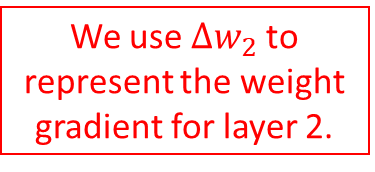 We use Δw₂ to
represent the weight
gradient for layer 2.